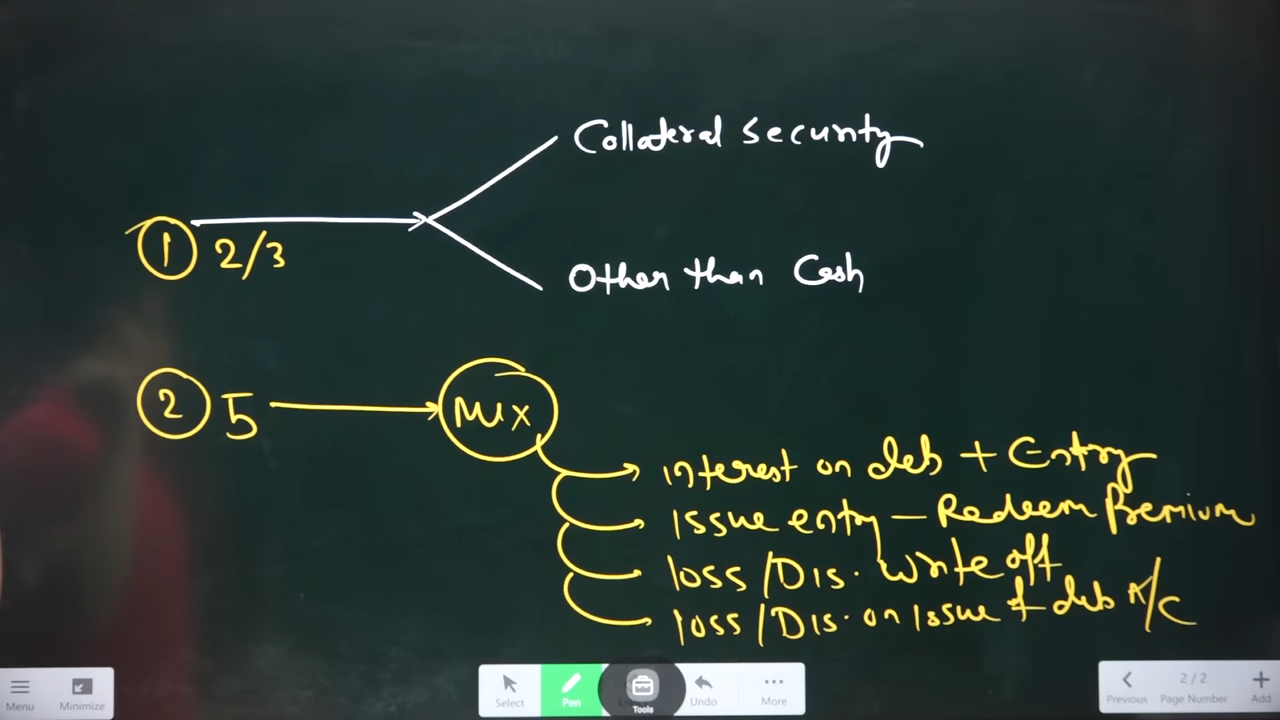 Collateral Security
① 2/3
Other than Cash
② 5
Mix
interest on deb + Entry
Issue entry – Redeem Premium
loss/Dis. write off
loss/Dis. on Issue of deb A/C
Menu
Minimize
Select
Pen
Tools
Undo
More
Previous
2 / 2
Page Number
Add